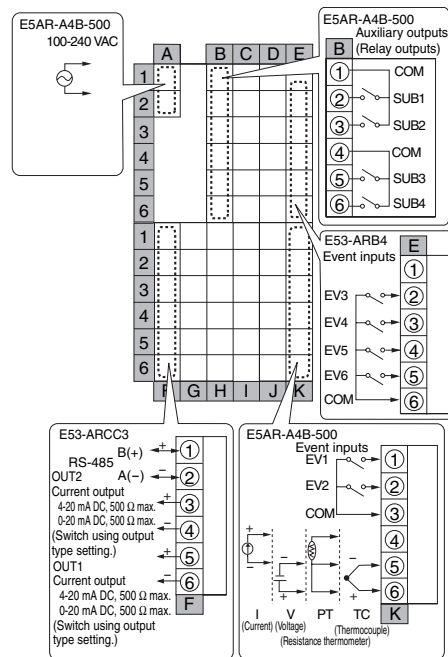 E5AR-A4B-500
100-240 VAC
A B C D E
1
2
3
4
5
6
1
2
3
4
5
6
F G H I J K
E5AR-A4B-500
Auxiliary outputs
(Relay outputs)
B
1 COM
2 SUB1
3 SUB2
4 COM
5 SUB3
6 SUB4
E53-ARB4
Event inputs
E
1
EV3 2
EV4 3
EV5 4
EV6 5
COM 6
E53-ARCC3
B(+) 1
RS-485
OUT2 A(−) 2
Current output + 3
4-20 mA DC, 500 Ω max.
0-20 mA DC, 500 Ω max. − 4
(Switch using output
type setting.) + 5
OUT1
Current output − 6
4-20 mA DC, 500 Ω max. F
0-20 mA DC, 500 Ω max.
(Switch using output
type setting.)
E5AR-A4B-500
Event inputs
EV1 1
EV2 2
COM 3
4
+ − − 5
− + + 6
I V PT TC K
(Current) (Voltage) (Thermocouple)
(Resistance thermometer)